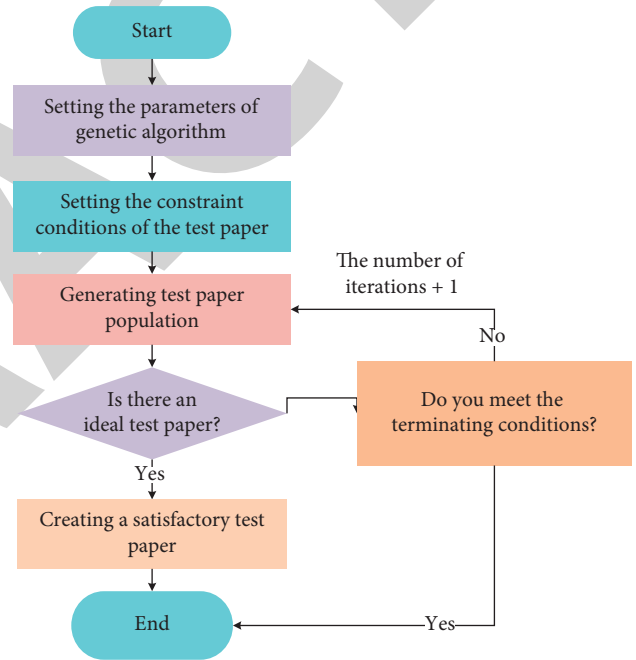 Start
Setting the parameters of
genetic algorithm
Setting the constraint
conditions of the test paper
The number of
iterations + 1
Generating test paper
population
No
Is there an
ideal test paper?
Do you meet the
terminating conditions?
Yes
Creating a satisfactory test
paper
End
Yes